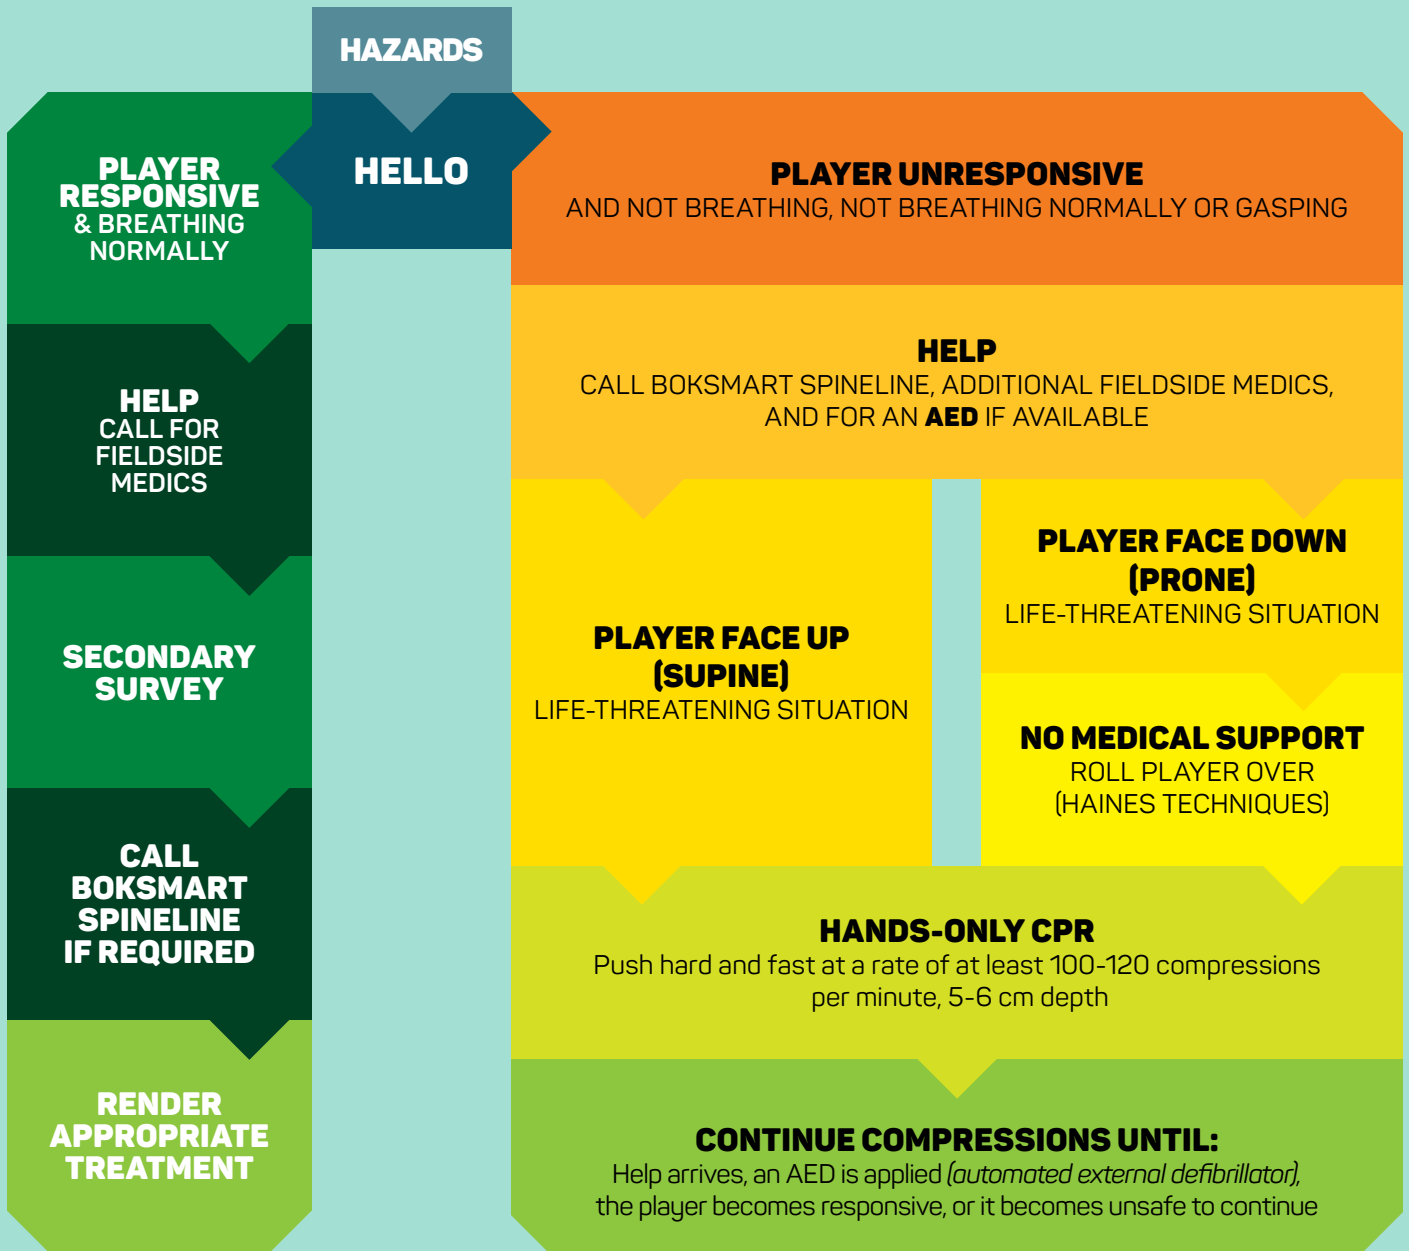 HAZARDS
HELLO
PLAYER
RESPONSIVE
& BREATHING
NORMALLY
HELP
CALL FOR
FIELDSIDE
MEDICS
SECONDARY
SURVEY
CALL
BOKSMART
SPINELINE
IF REQUIRED
RENDER
APPROPRIATE
TREATMENT
PLAYER UNRESPONSIVE
AND NOT BREATHING, NOT BREATHING NORMALLY OR GASPING
HELP
CALL BOKSMART SPINELINE, ADDITIONAL FIELDSIDE MEDICS,
AND FOR AN AED IF AVAILABLE
PLAYER FACE UP
(SUPINE)
LIFE-THREATENING SITUATION
PLAYER FACE DOWN
(PRONE)
LIFE-THREATENING SITUATION
NO MEDICAL SUPPORT
ROLL PLAYER OVER
(HAINES TECHNIQUES)
HANDS-ONLY CPR
Push hard and fast at a rate of at least 100-120 compressions
per minute, 5-6 cm depth
CONTINUE COMPRESSIONS UNTIL:
Help arrives, an AED is applied (automated external defibrillator),
the player becomes responsive, or it becomes unsafe to continue